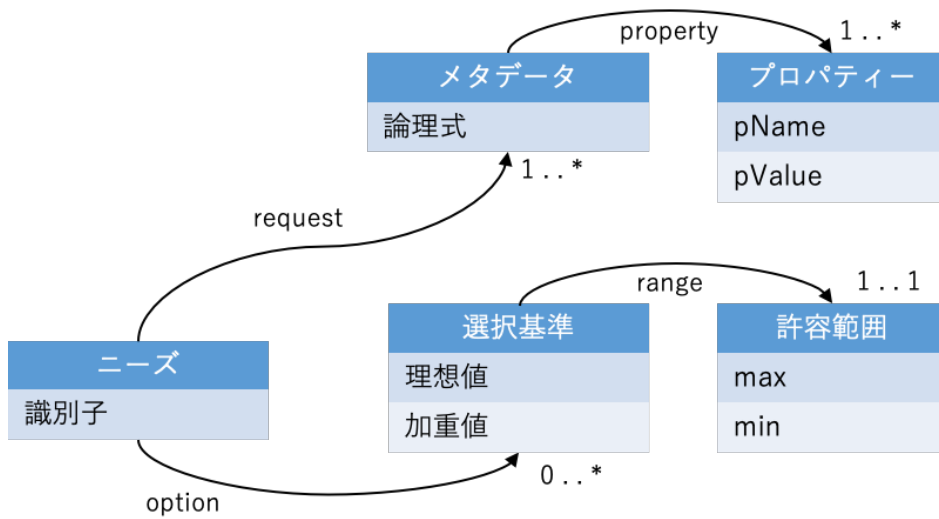 property
1..*
メタデータ
論理式
プロパティー
pName
pValue
1..*
request
range
1..1
選択基準
理想値
加重値
許容範囲
max
min
ニーズ
識別子
0..*
option